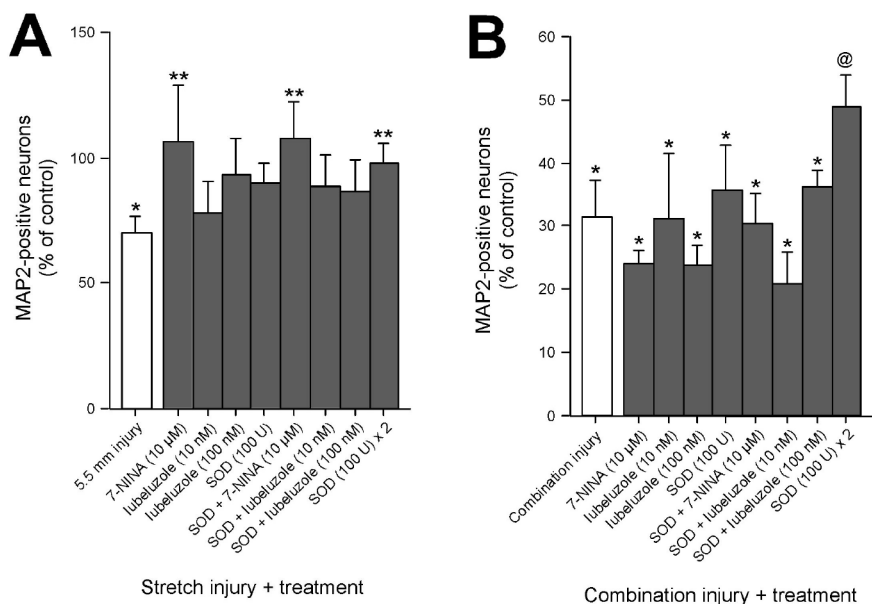 A
150
100
50
0
MAP2-positive neurons
(% of control)
*
**
**
**
5.5 mm injury
7-NINA (10 µM)
lubeluzole (10 nM)
lubeluzole (100 nM)
SOD (100 U)
SOD + 7-NINA (10 µM)
SOD + lubeluzole (10 nM)
SOD + lubeluzole (100 nM)
SOD (100 U) x 2
Stretch injury + treatment
B
60
50
40
30
20
10
0
MAP2-positive neurons
(% of control)
*
*
*
*
*
*
*
*
@
Combination injury
7-NINA (10 µM)
lubeluzole (10 nM)
lubeluzole (100 nM)
SOD (100 U)
SOD + 7-NINA (10 µM)
SOD + lubeluzole (10 nM)
SOD + lubeluzole (100 nM)
SOD (100 U) x 2
Combination injury + treatment